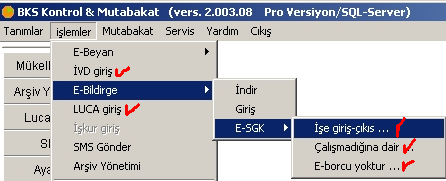 BKS Kontrol & Mutabakat (vers. 2.003.08 Pro Versiyon/SQL-Server)
Tanımlar işlemler Mutabakat Servis Yardım Çıkış
E-Beyan
Mükell
İVD giriş
Arşiv Y
E-Bildirge
İndir
Luca
LUCA giriş
Giriş
İşkur giriş
E-SGK
İşe giriş-çıkıs ...
SMS Gönder
Çalışmadığına dair ...
Aya
Arşiv Yönetimi
E-borcu yoktur ...